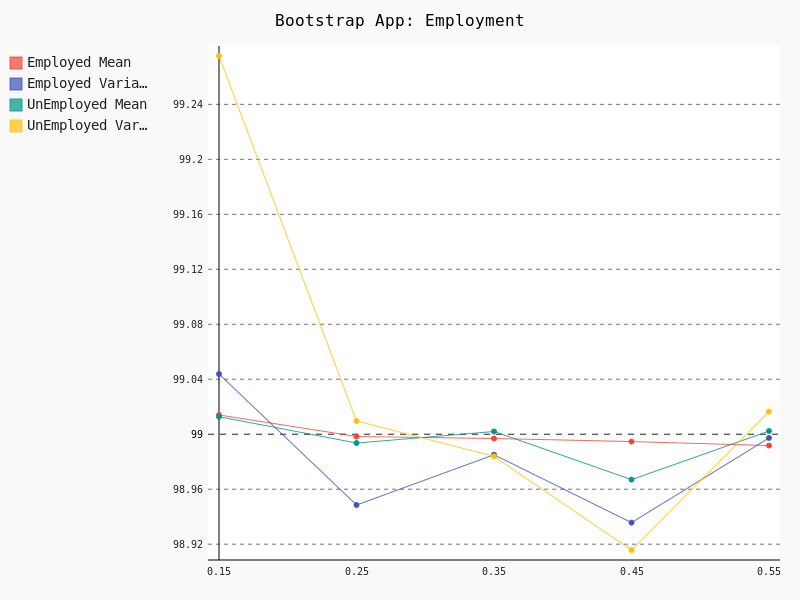 Bootstrap App: Employment
Employed Mean
Employed Varia…
UnEmployed Mean
UnEmployed Var…
99.24
99.2
99.16
99.12
99.08
99.04
99
98.96
98.92
0.15 0.25 0.35 0.45 0.55